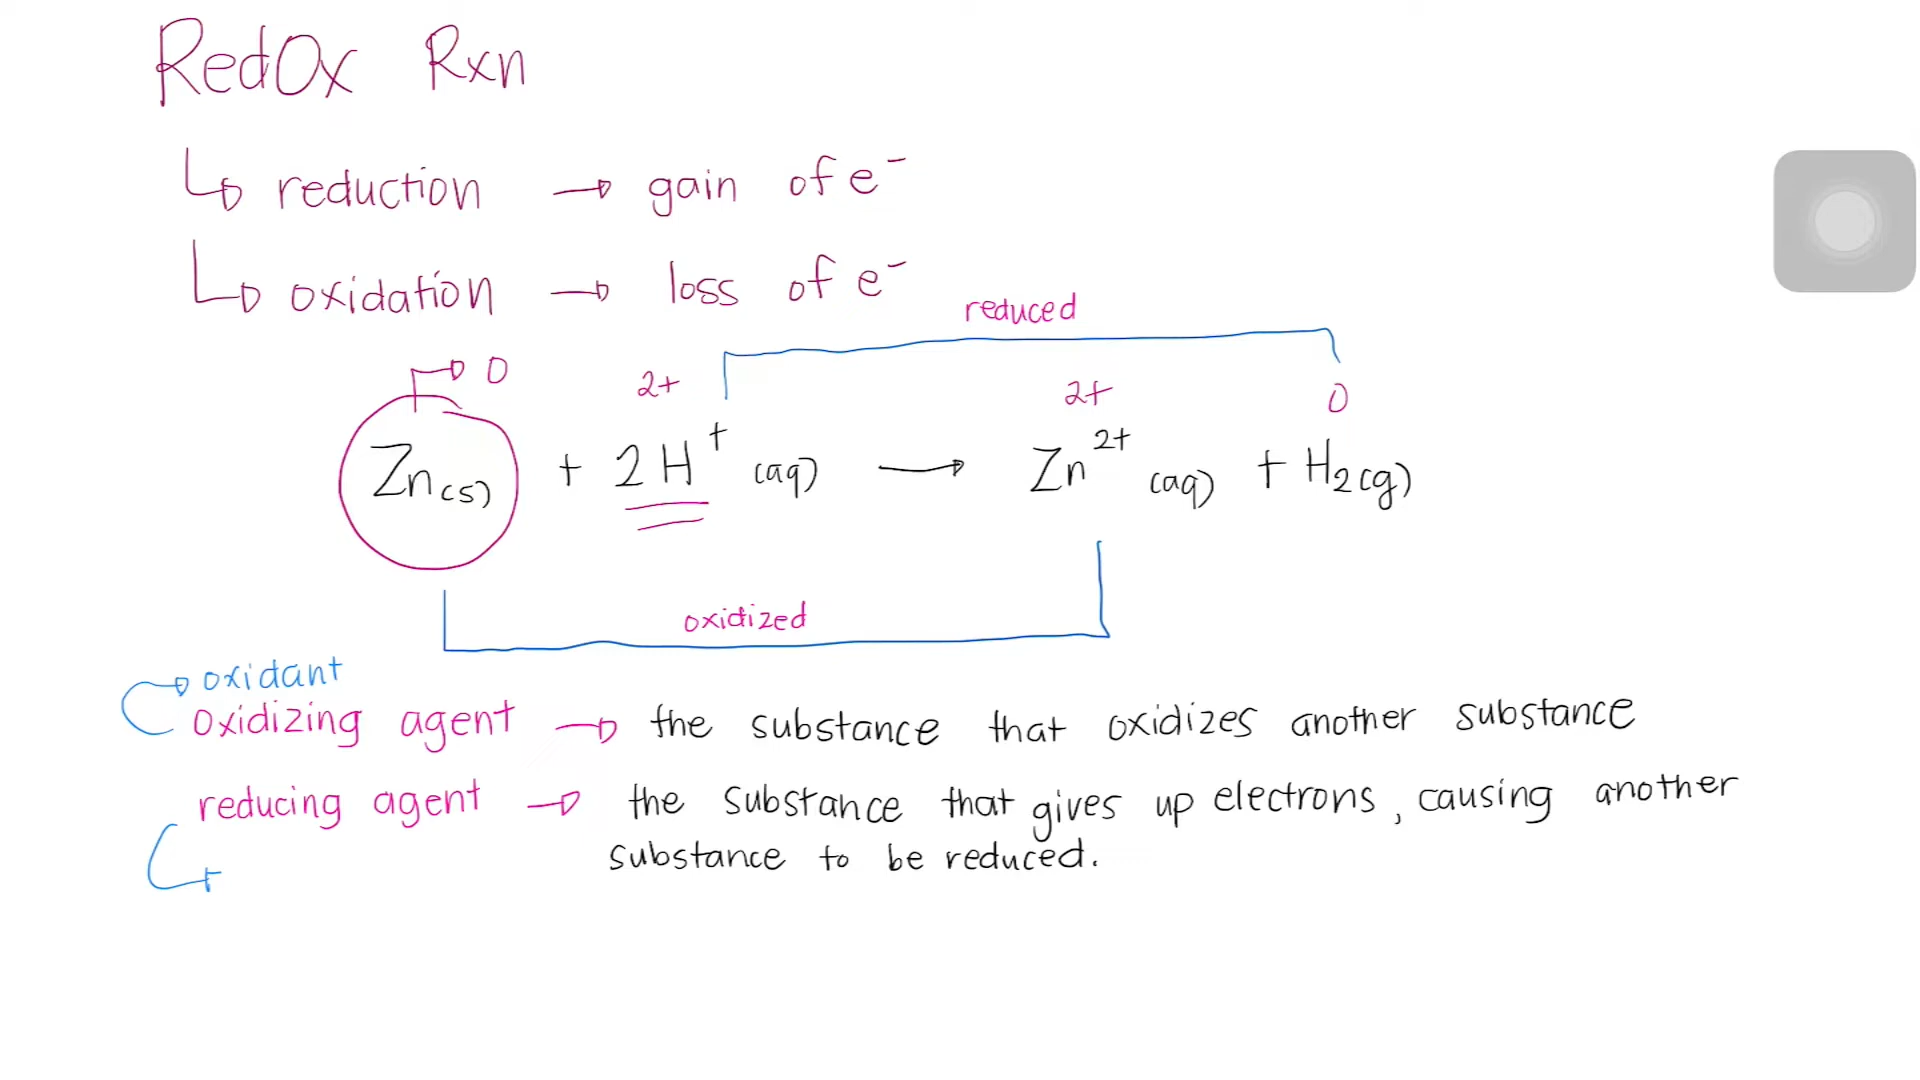 RedOx Rxn
↳ reduction → gain of e⁻
↳ oxidation → loss of e⁻
reduced
→ 0 2+ 2+ 0
Zn(s) + 2H⁺ (aq) → Zn²⁺ (aq) + H₂(g)
oxidized
→ oxidant
oxidizing agent → the substance that oxidizes another substance
reducing agent → the substance that gives up electrons, causing another
substance to be reduced.